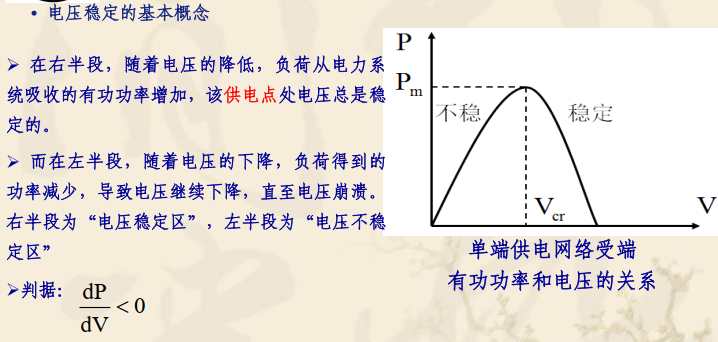 • 电压稳定的基本概念
➢ 在右半段，随着电压的降低，负荷从电力系
统吸收的有功功率增加，该供电点处电压总是稳
定的。
➢ 而在左半段，随着电压的下降，负荷得到的
功率减少，导致电压继续下降，直至电压崩溃。
右半段为“电压稳定区”，左半段为“电压不稳
定区”
➢判据： dP/dV < 0
P
Pm
不稳 稳定
Vcr
V
单端供电网络受端
有功功率和电压的关系